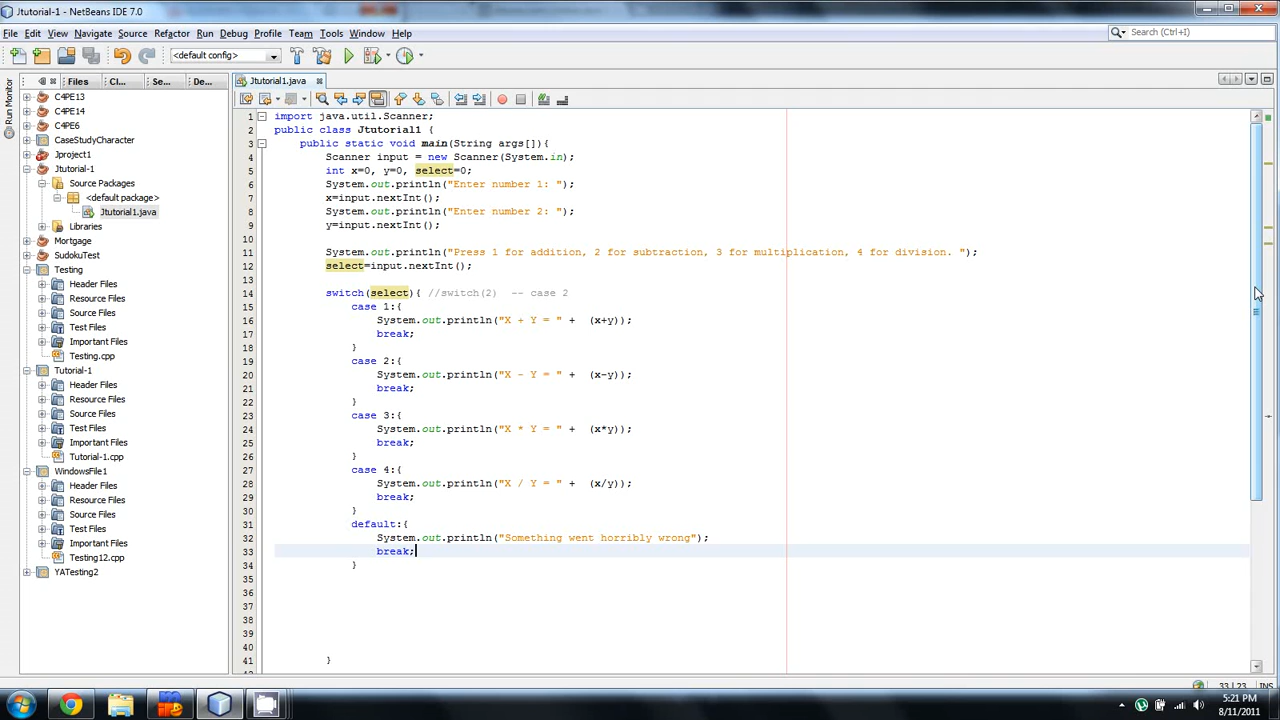 Jtutorial-1 - NetBeans IDE 7.0
File Edit View Navigate Source Refactor Run Debug Profile Team Tools Window Help
Search (Ctrl+I)
<default config>
Run Monitor
Files Cl... Se... De...
Jtutorial1.java
C4PE13
C4PE14
C4PE6
CaseStudyCharacter
Jproject1
Jtutorial-1
Source Packages
<default package>
Jtutorial1.java
Libraries
Mortgage
SudokuTest
Testing
Header Files
Resource Files
Source Files
Test Files
Important Files
Testing.cpp
Tutorial-1
Header Files
Resource Files
Source Files
Test Files
Important Files
Tutorial-1.cpp
WindowsFile1
Header Files
Resource Files
Source Files
Test Files
Important Files
Testing12.cpp
YATesting2
1 import java.util.Scanner;
2 public class Jtutorial1 {
3 public static void main(String args[]){
4 Scanner input = new Scanner(System.in);
5 int x=0, y=0, select=0;
6 System.out.println("Enter number 1: ");
7 x=input.nextInt();
8 System.out.println("Enter number 2: ");
9 y=input.nextInt();
10
11 System.out.println("Press 1 for addition, 2 for subtraction, 3 for multiplication, 4 for division. ");
12 select=input.nextInt();
13
14 switch(select){ //switch(2) -- case 2
15 case 1:{
16 System.out.println("X + Y = " + (x+y));
17 break;
18 }
19 case 2:{
20 System.out.println("X - Y = " + (x-y));
21 break;
22 }
23 case 3:{
24 System.out.println("X * Y = " + (x*y));
25 break;
26 }
27 case 4:{
28 System.out.println("X / Y = " + (x/y));
29 break;
30 }
31 default:{
32 System.out.println("Something went horribly wrong");
33 break;
34 }
35
36
37
38
39
40
41 }
33 | 23 INS
5:21 PM
8/11/2011